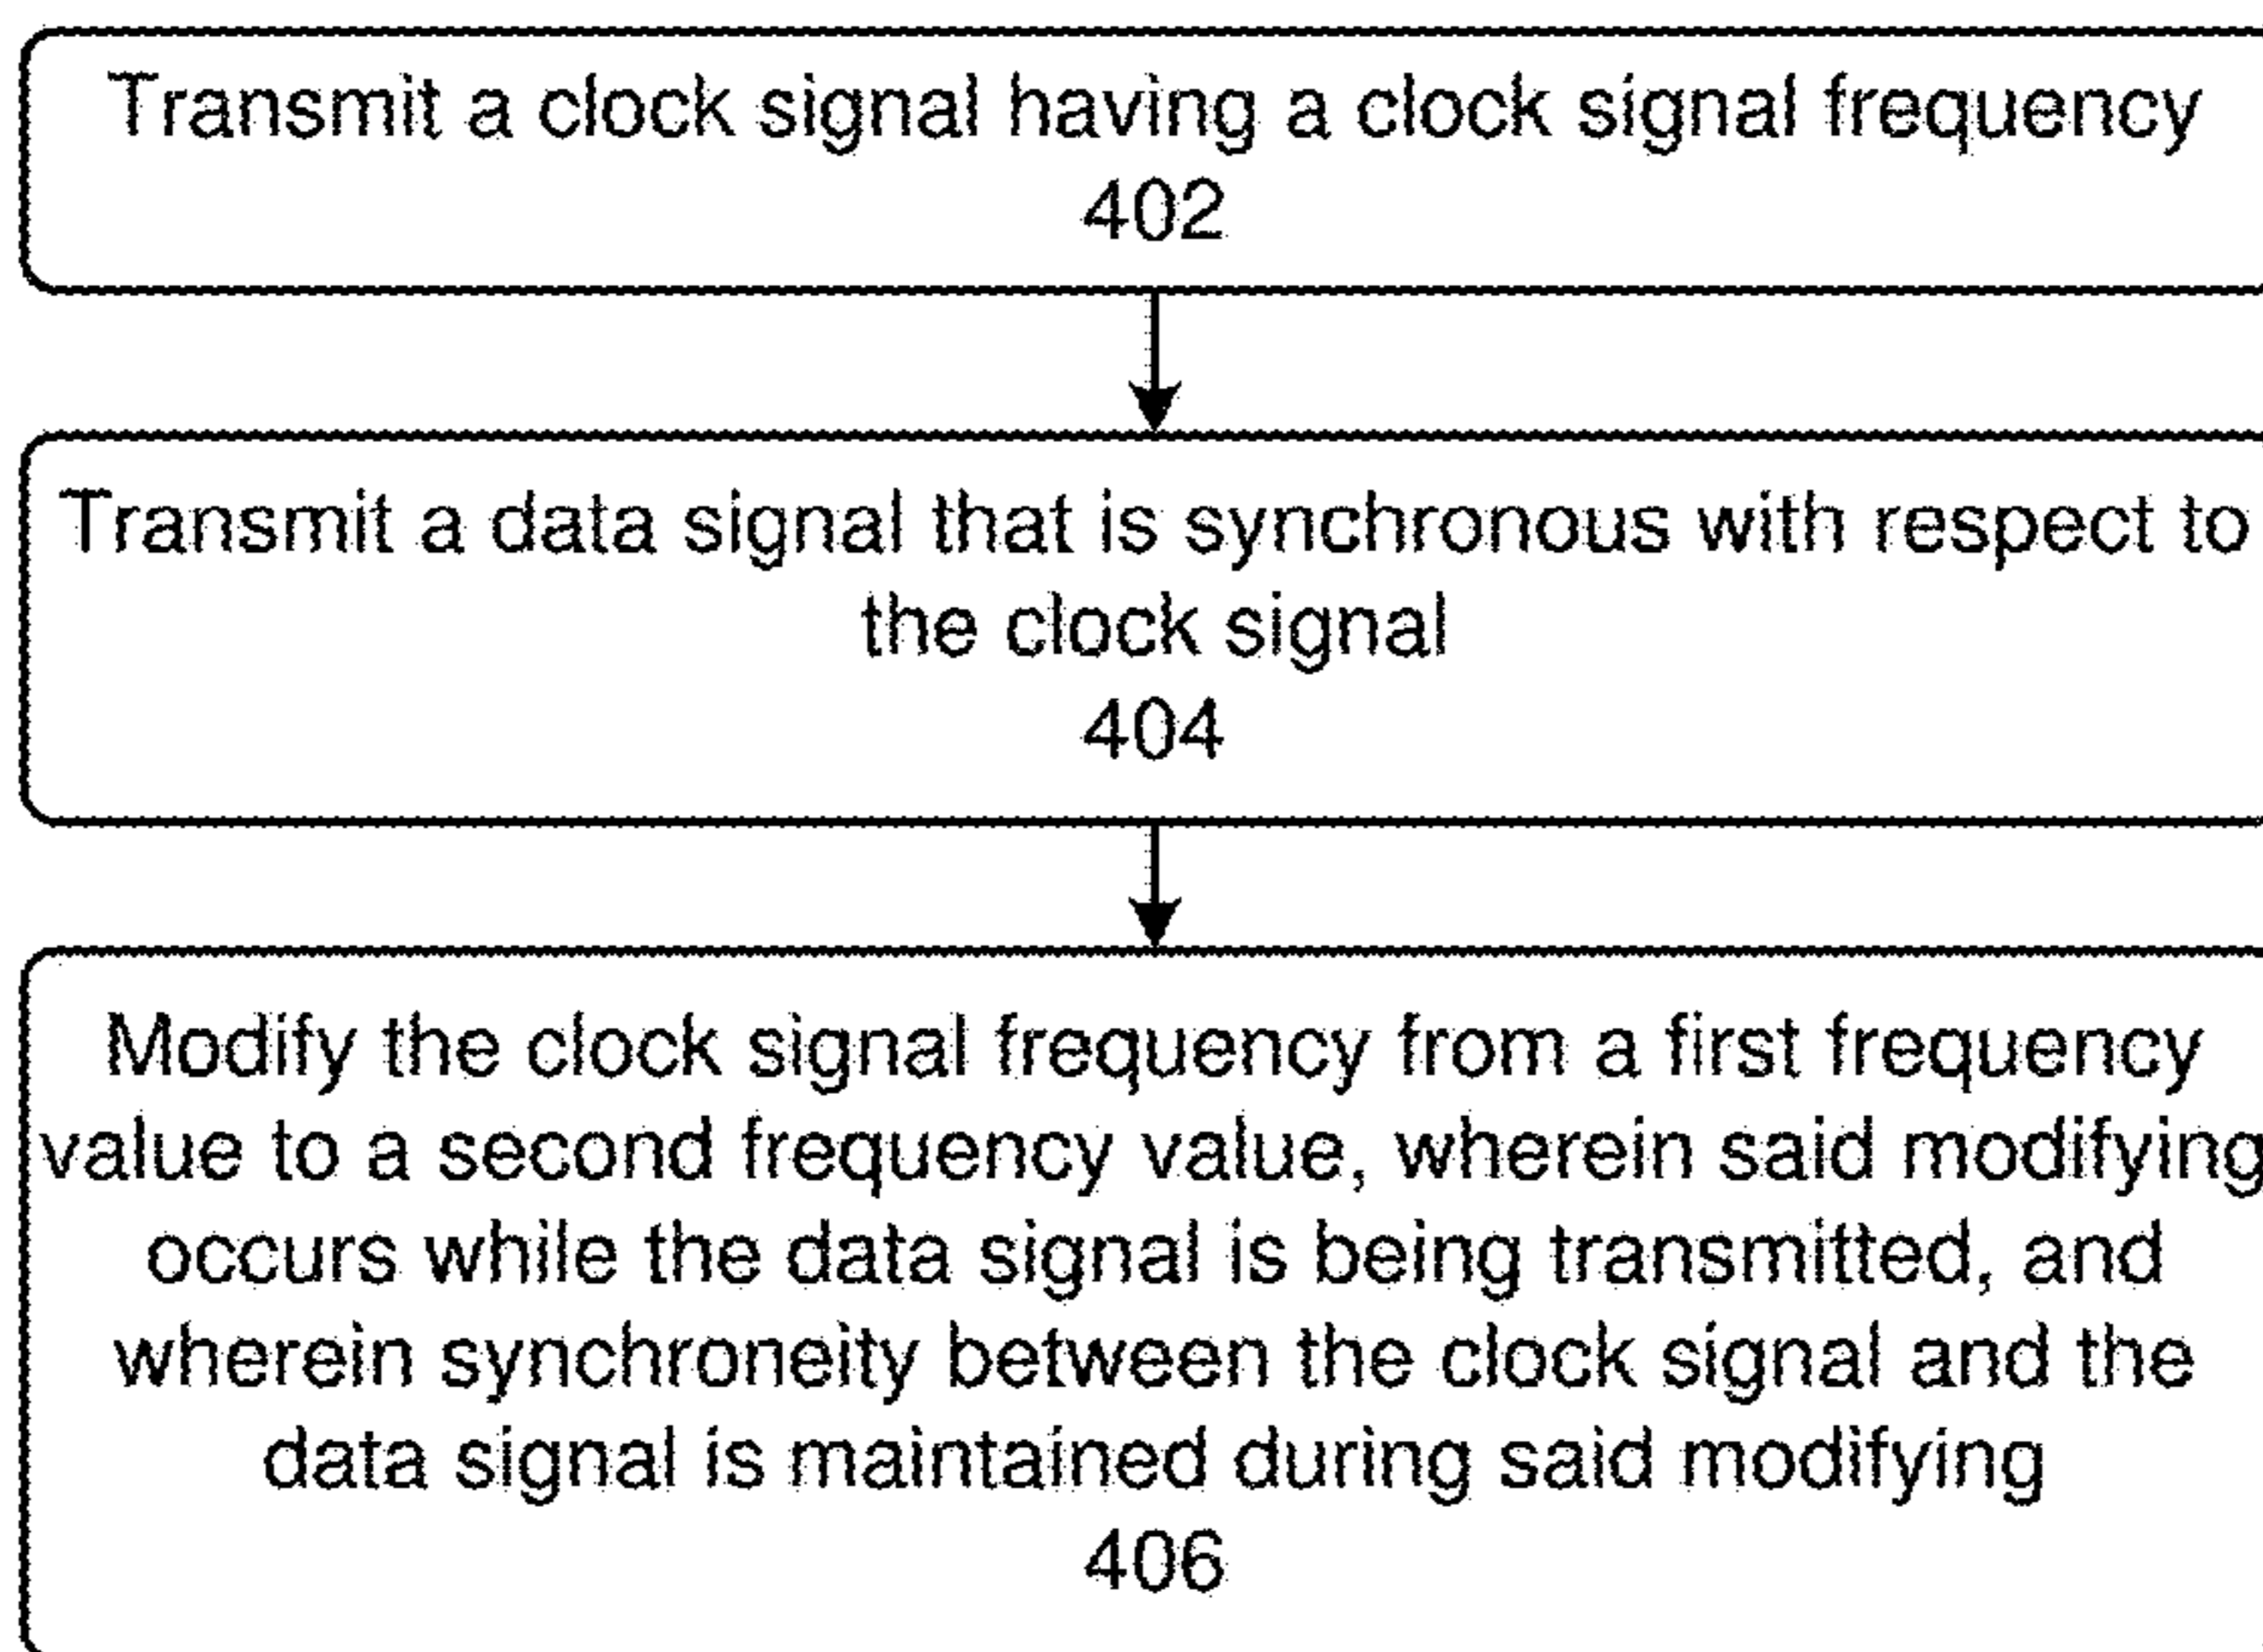 Transmit a clock signal having a clock signal frequency
402
Transmit a data signal that is synchronous with respect to
the clock signal
404
Modify the clock signal frequency from a first frequency
value to a second frequency value, wherein said modifying
occurs while the data signal is being transmitted, and
wherein synchroneity between the clock signal and the
data signal is maintained during said modifying
406